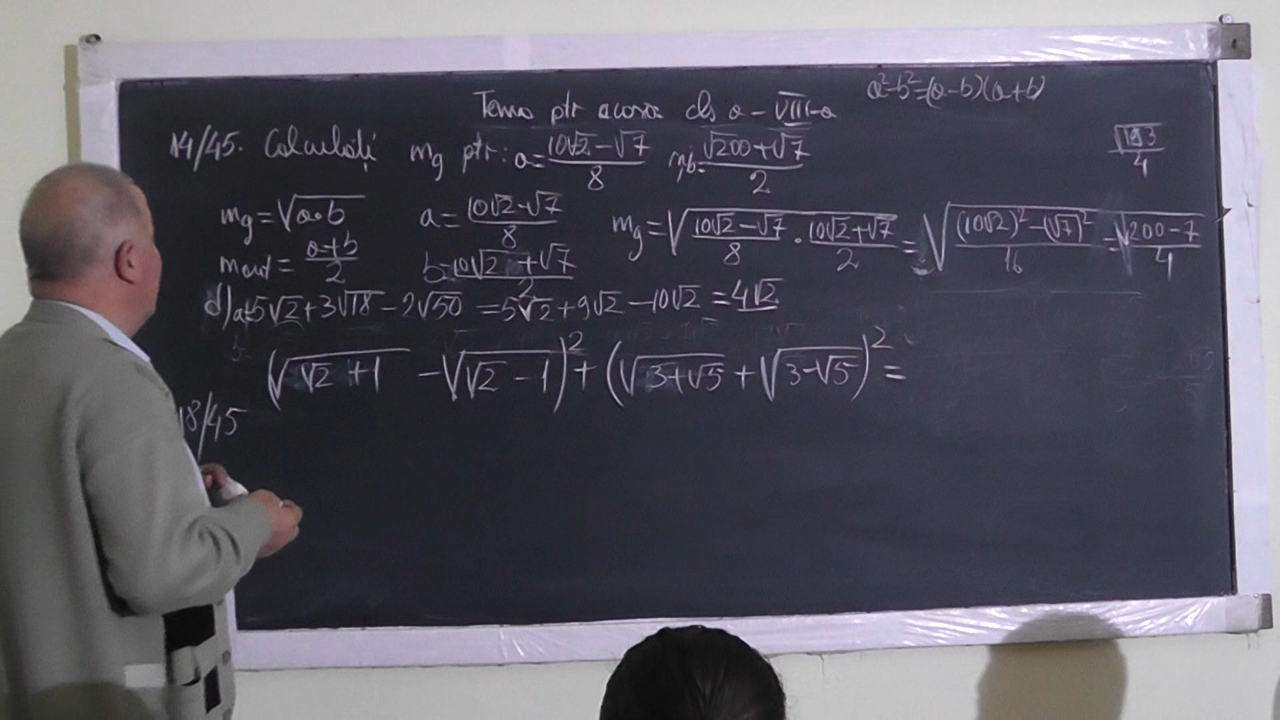 a²-b²=(a-b)(a+b)
Tema ptr acasa cls a-VIII-a
14/45. Calculați mg ptr: a=(10√2-√7)/8 și b=(√200+√7)/2
√193/4
mg=√(a·b) a=(10√2-√7)/8 mg=√((10√2-√7)/8 · (10√2+√7)/2) = √(((10√2)²-(√7)²)/16) = √(200-7)/4
(a+b)/2 b=(10√2+√7)/2
d) a=5√2+3√18-2√50 =5√2+9√2-10√2 =4√2
(√(√2+1) -√(√2-1))²+(√(3+√5)+√(3-√5))²=
18/45